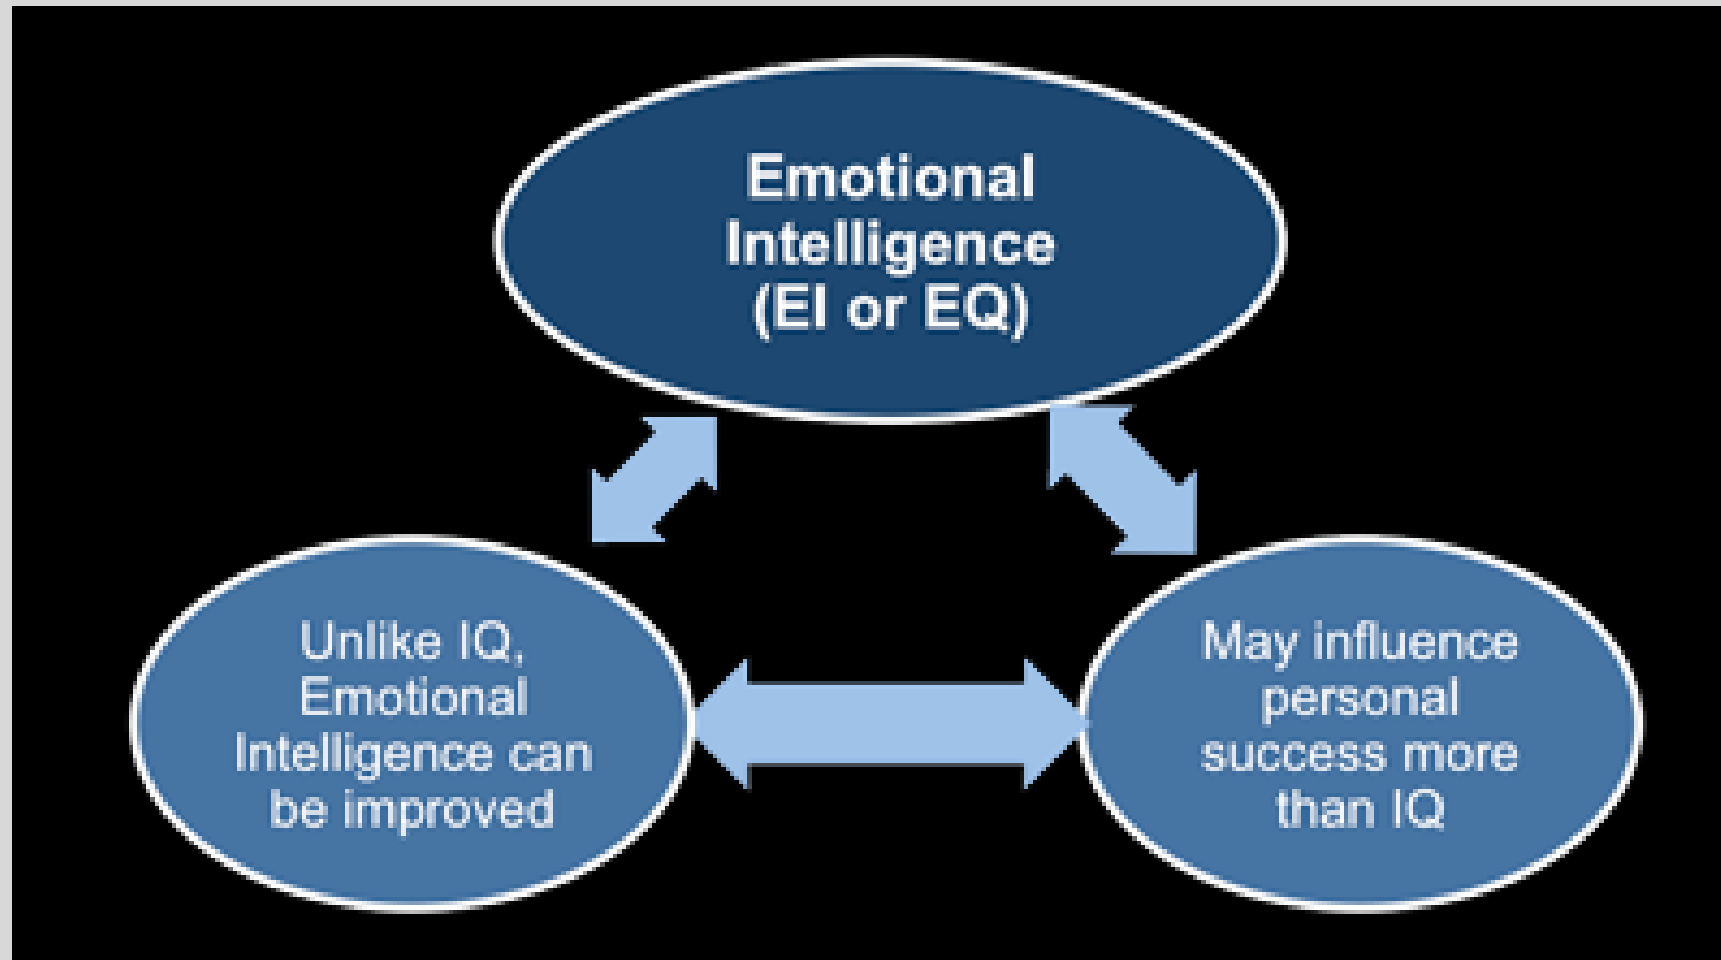 Emotional
Intelligence
(EI or EQ)
Unlike IQ,
Emotional
Intelligence can
be improved
May influence
personal
success more
than IQ